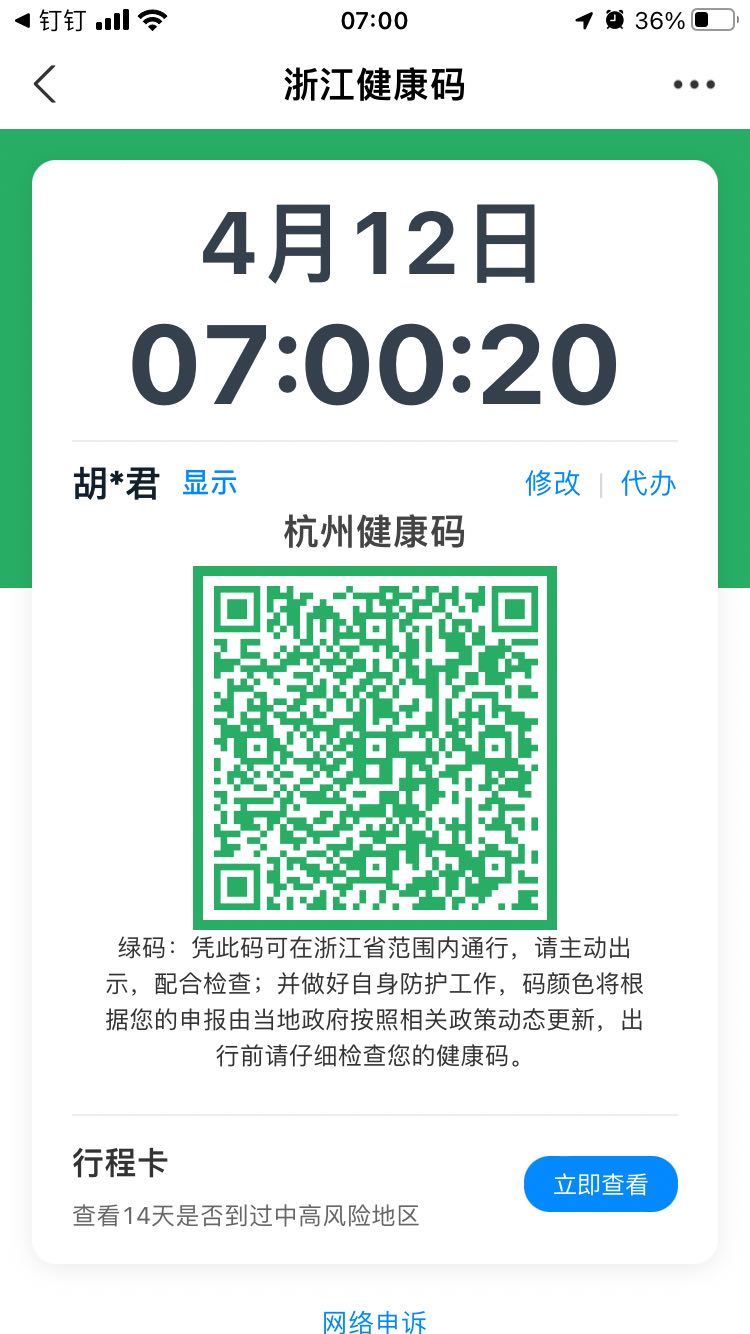 钉钉 07:00 36%
浙江健康码
4月12日
07:00:20
胡*君 显示 修改 代办
杭州健康码
绿码：凭此码可在浙江省范围内通行，请主动出
示，配合检查；并做好自身防护工作，码颜色将根
据您的申报由当地政府按照相关政策动态更新，出
行前请仔细检查您的健康码。
行程卡
立即查看
查看14天是否到过中高风险地区
网络申诉